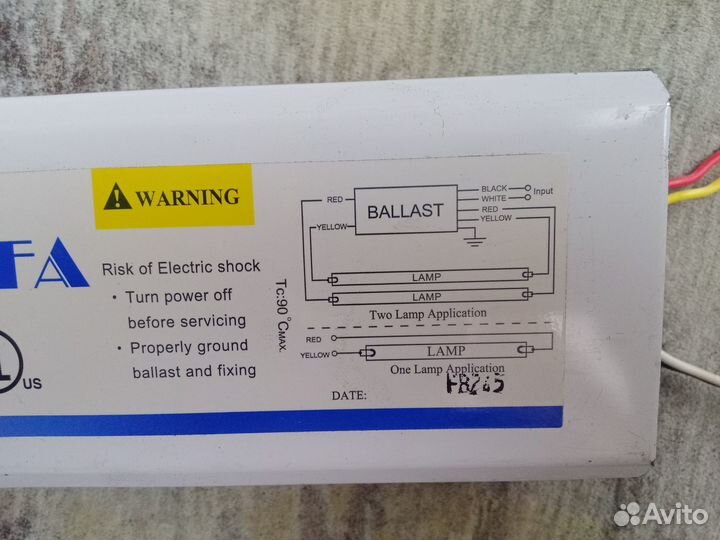 WARNING
FA
Risk of Electric shock
· Turn power off
before servicing
· Properly ground
ballast and fixing
US
Tc:90°CMAX.
RED
YELLOW
BALLAST
BLACK
WHITE
RED
YELLOW
Input
LAMP
LAMP
Two Lamp Application
RED
YELLOW
LAMP
One Lamp Application
DATE:
Avito